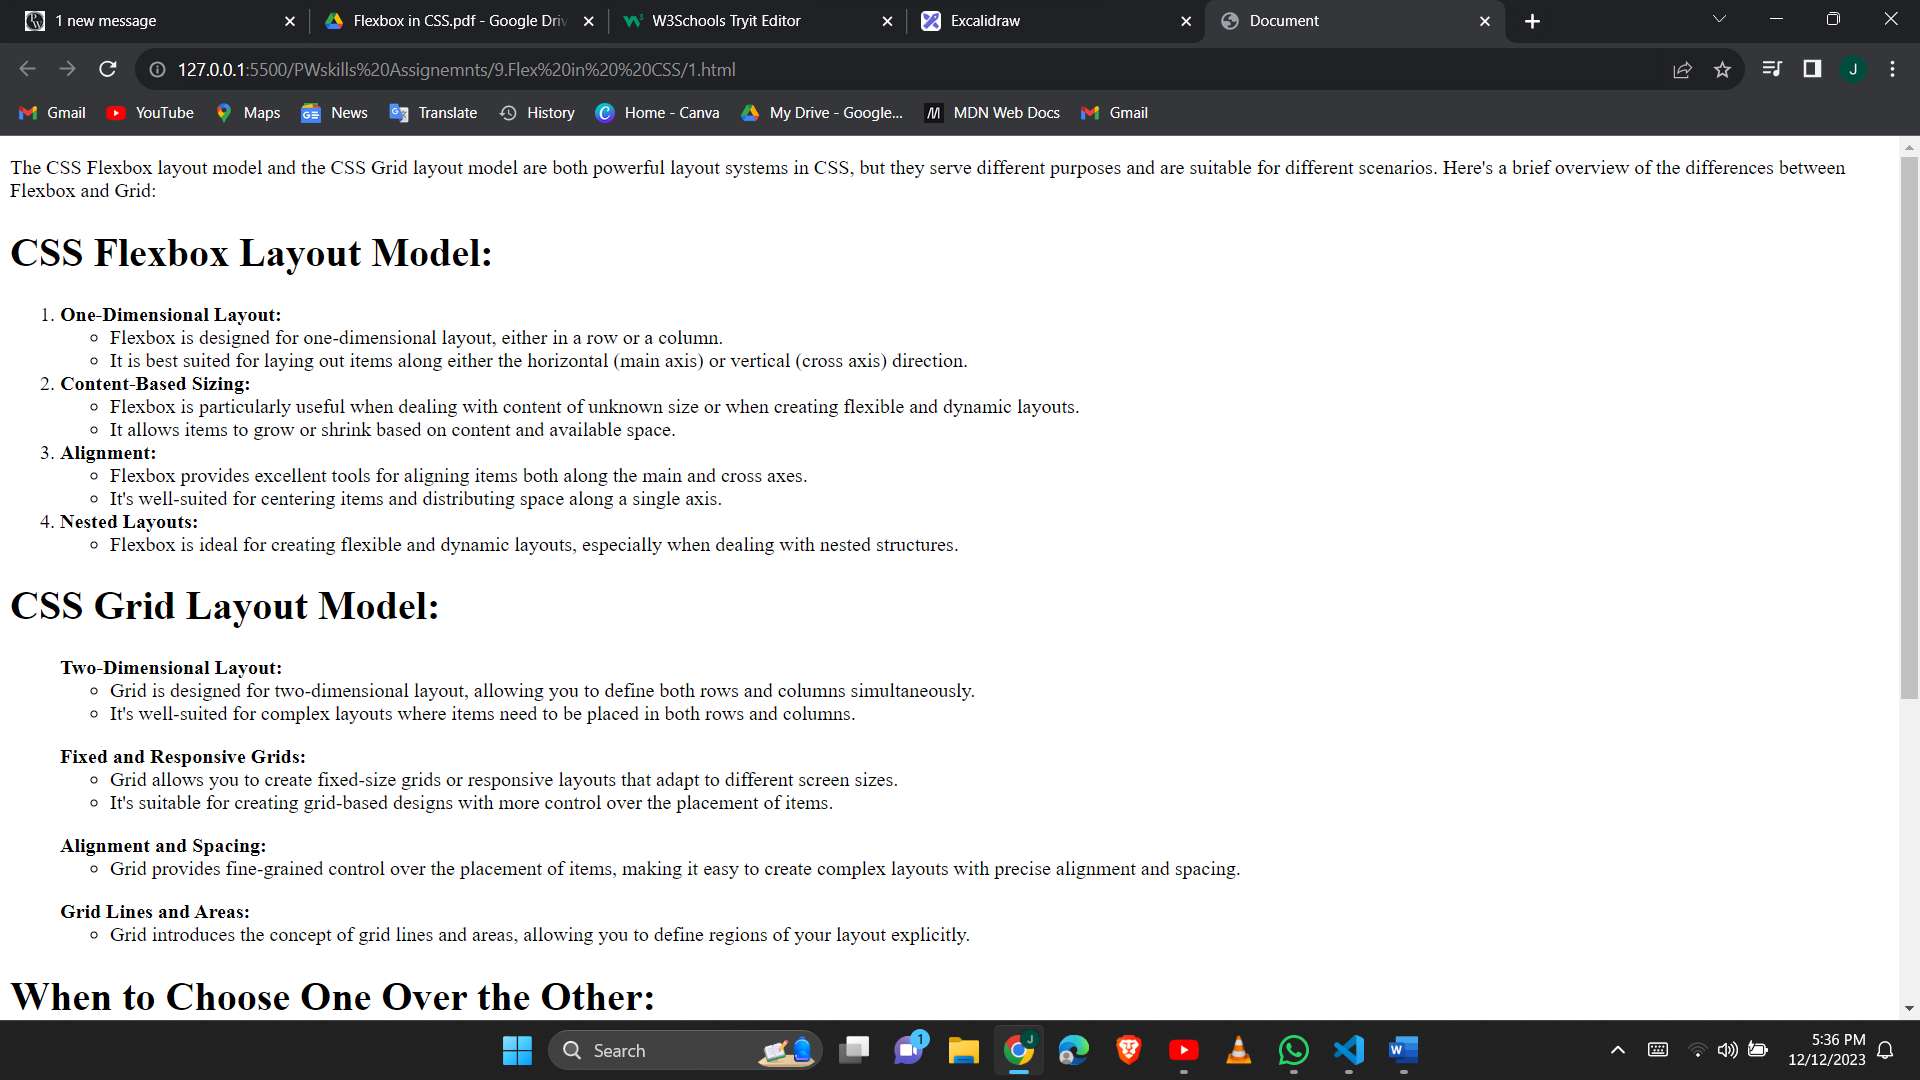 1 new message
Flexbox in CSS.pdf - Google Driv
W3Schools Tryit Editor
Excalidraw
Document
127.0.0.1:5500/PWskills%20Assignemnts/9.Flex%20in%20%20CSS/1.html
J
Gmail
YouTube
Maps
News
Translate
History
Home - Canva
My Drive - Google...
MDN Web Docs
Gmail
The CSS Flexbox layout model and the CSS Grid layout model are both powerful layout systems in CSS, but they serve different purposes and are suitable for different scenarios. Here's a brief overview of the differences between
Flexbox and Grid:
CSS Flexbox Layout Model:
1. One-Dimensional Layout:
Flexbox is designed for one-dimensional layout, either in a row or a column.
It is best suited for laying out items along either the horizontal (main axis) or vertical (cross axis) direction.
2. Content-Based Sizing:
Flexbox is particularly useful when dealing with content of unknown size or when creating flexible and dynamic layouts.
It allows items to grow or shrink based on content and available space.
3. Alignment:
Flexbox provides excellent tools for aligning items both along the main and cross axes.
It's well-suited for centering items and distributing space along a single axis.
4. Nested Layouts:
Flexbox is ideal for creating flexible and dynamic layouts, especially when dealing with nested structures.
CSS Grid Layout Model:
Two-Dimensional Layout:
Grid is designed for two-dimensional layout, allowing you to define both rows and columns simultaneously.
It's well-suited for complex layouts where items need to be placed in both rows and columns.
Fixed and Responsive Grids:
Grid allows you to create fixed-size grids or responsive layouts that adapt to different screen sizes.
It's suitable for creating grid-based designs with more control over the placement of items.
Alignment and Spacing:
Grid provides fine-grained control over the placement of items, making it easy to create complex layouts with precise alignment and spacing.
Grid Lines and Areas:
Grid introduces the concept of grid lines and areas, allowing you to define regions of your layout explicitly.
When to Choose One Over the Other:
Search
1
J
W
5:36 PM
12/12/2023